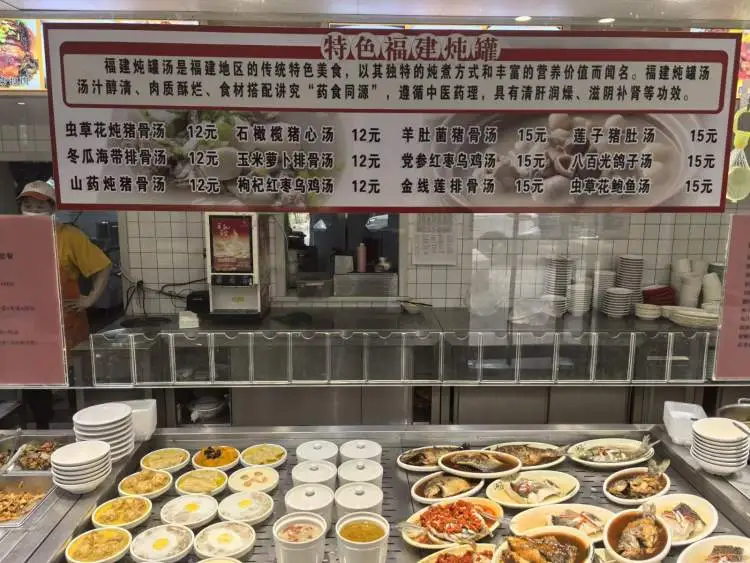 特色福建炖罐
福建炖罐汤是福建地区的传统特色美食,以其独特的炖煮方式和丰富的营养价值而闻名。福建炖罐汤
汤汁醇清、肉质酥烂、食材搭配讲究“药食同源”,遵循中医药理,具有清肝润燥、滋阴补肾等功效。
虫草花炖猪骨汤 12元 石橄榄猪心汤 12元 羊肚菌猪骨汤 15元 莲子猪肚汤 15元
冬瓜海带排骨汤 12元 玉米萝卜排骨汤 12元 党参红枣乌鸡汤 15元 八百光鸽子汤 15元
山药炖猪骨汤 12元 枸杞红枣乌鸡汤 12元 金线莲排骨汤 15元 虫草花鲍鱼汤 15元